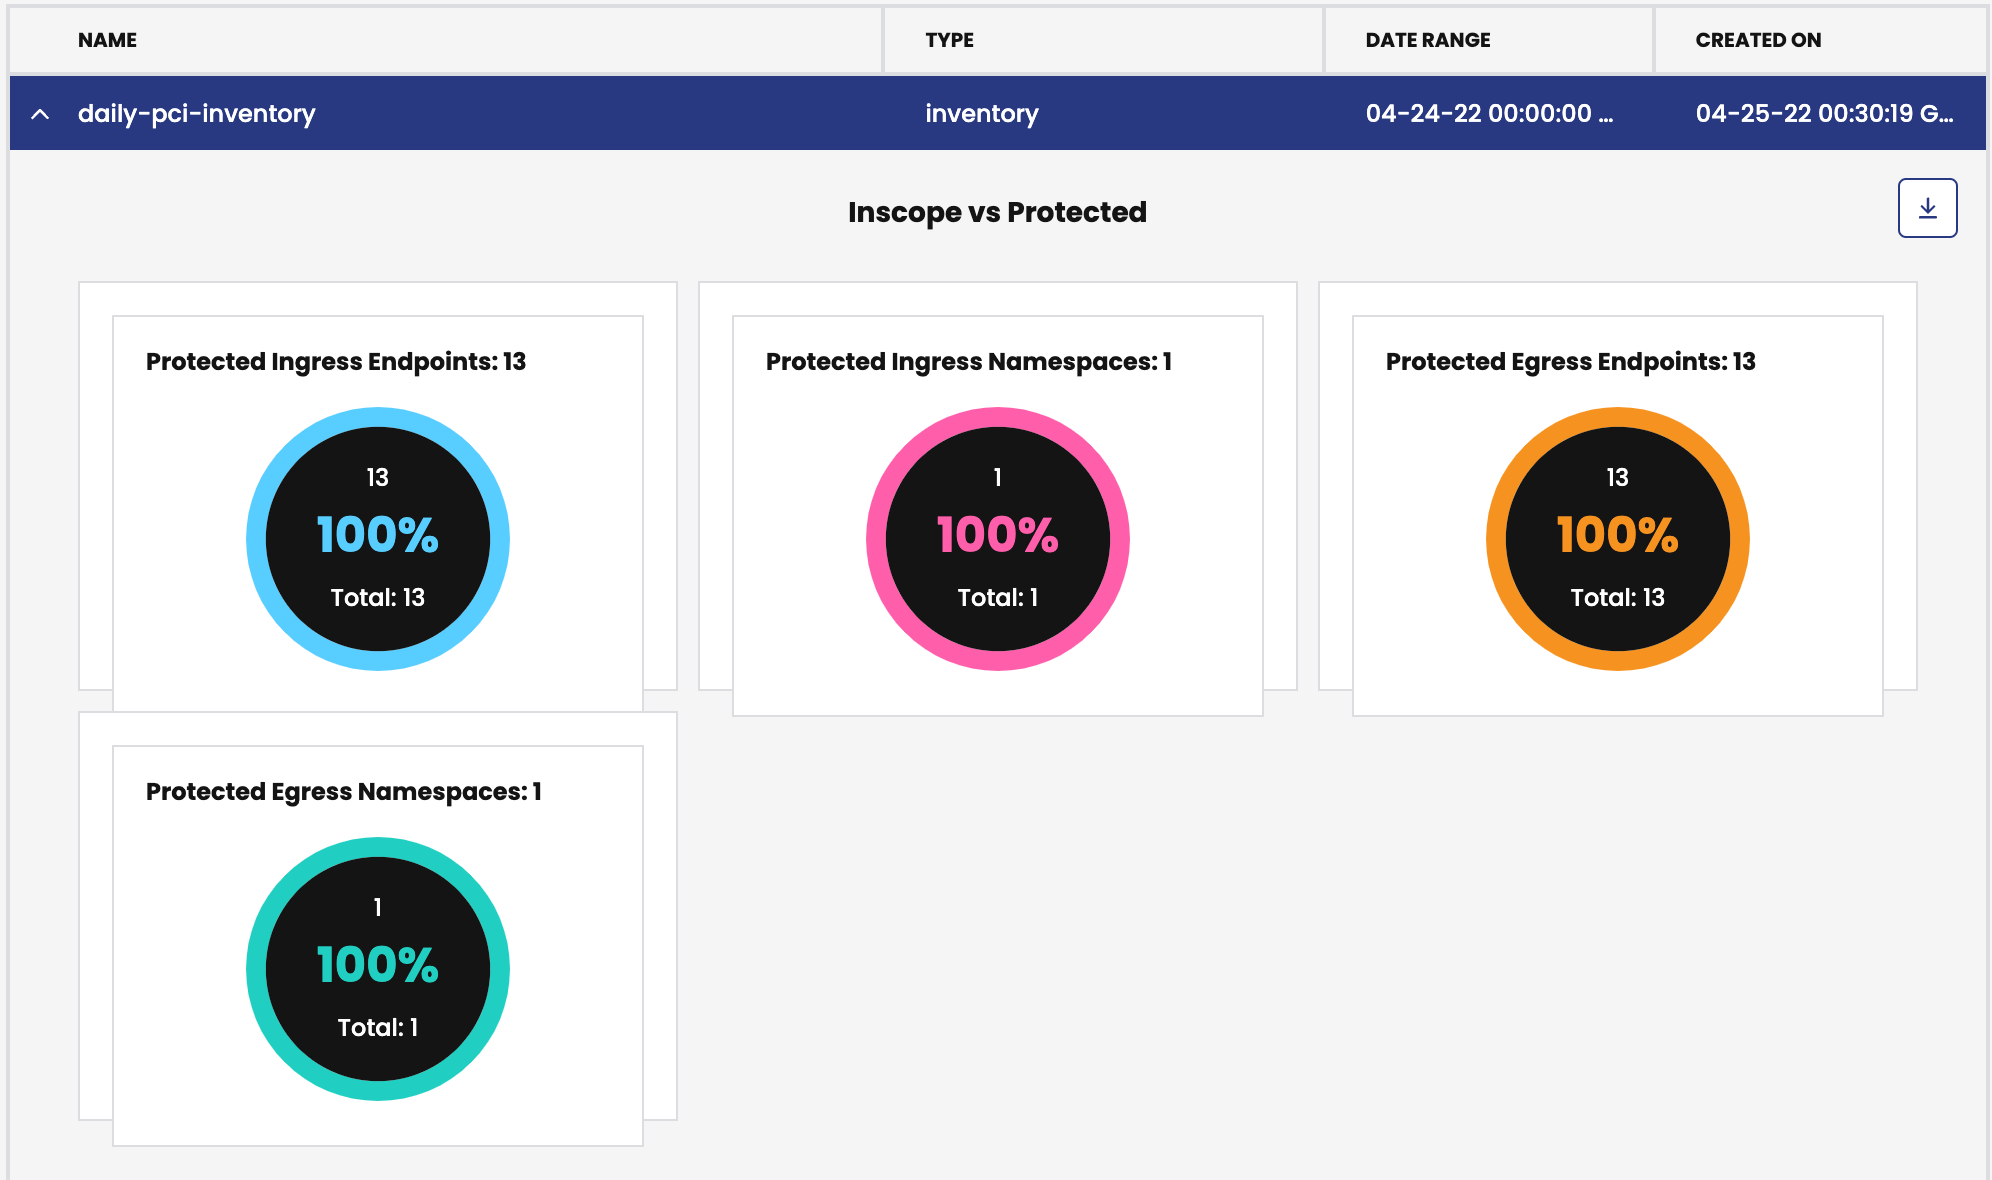 NAME TYPE DATE RANGE CREATED ON
daily-pci-inventory inventory 04-24-22 00:00:00 ... 04-25-22 00:30:19 G...
Inscope vs Protected
Protected Ingress Endpoints: 13
13
100%
Total: 13
Protected Ingress Namespaces: 1
1
100%
Total: 1
Protected Egress Endpoints: 13
13
100%
Total: 13
Protected Egress Namespaces: 1
1
100%
Total: 1